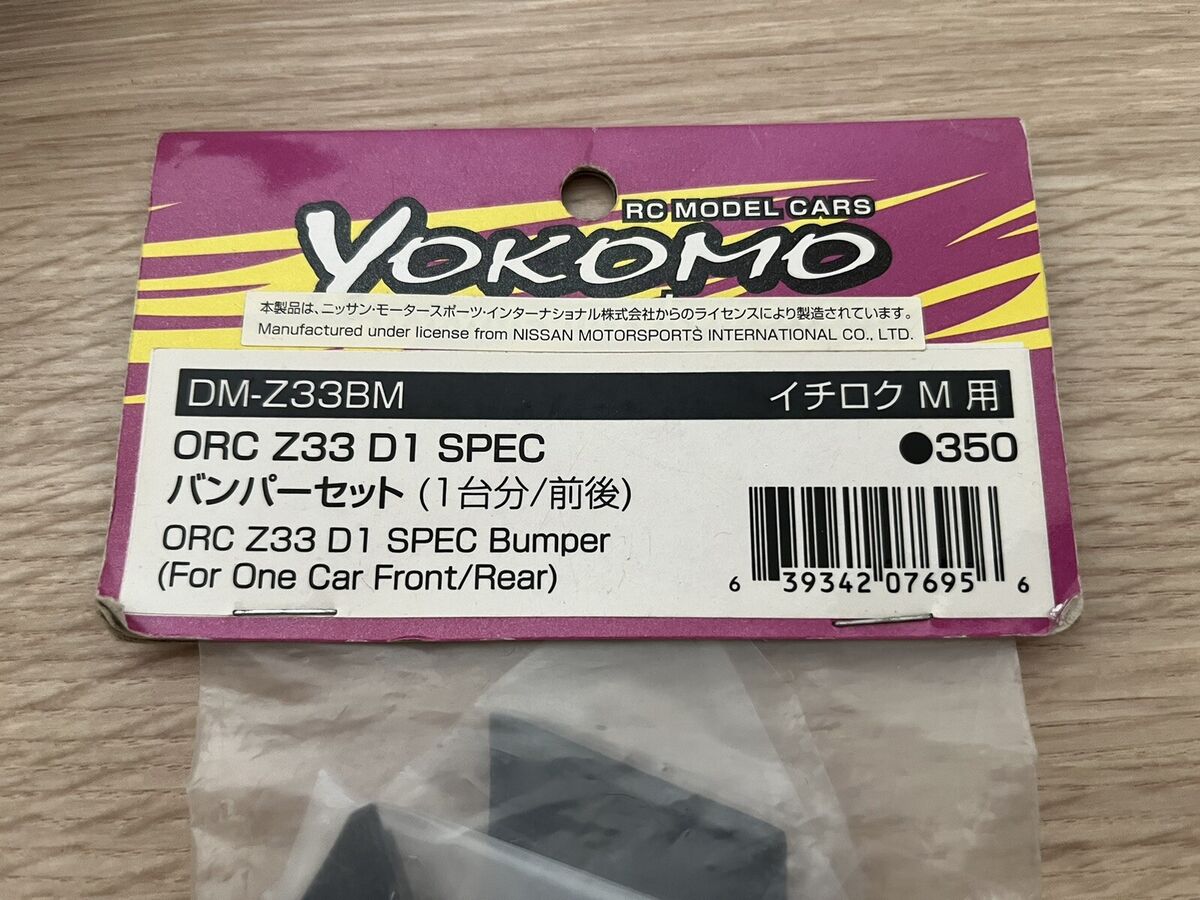 RC MODEL CARS
YOKOMO
本製品は、ニッサン・モータースポーツ・インターナショナル株式会社からのライセンスにより製造されています。
Manufactured under license from NISSAN MOTORSPORTS INTERNATIONAL CO., LTD.
DM-Z33BM イチロク M 用
ORC Z33 D1 SPEC ●350
バンパーセット (1台分/前後)
ORC Z33 D1 SPEC Bumper
(For One Car Front/Rear)
6 39342 07695 6